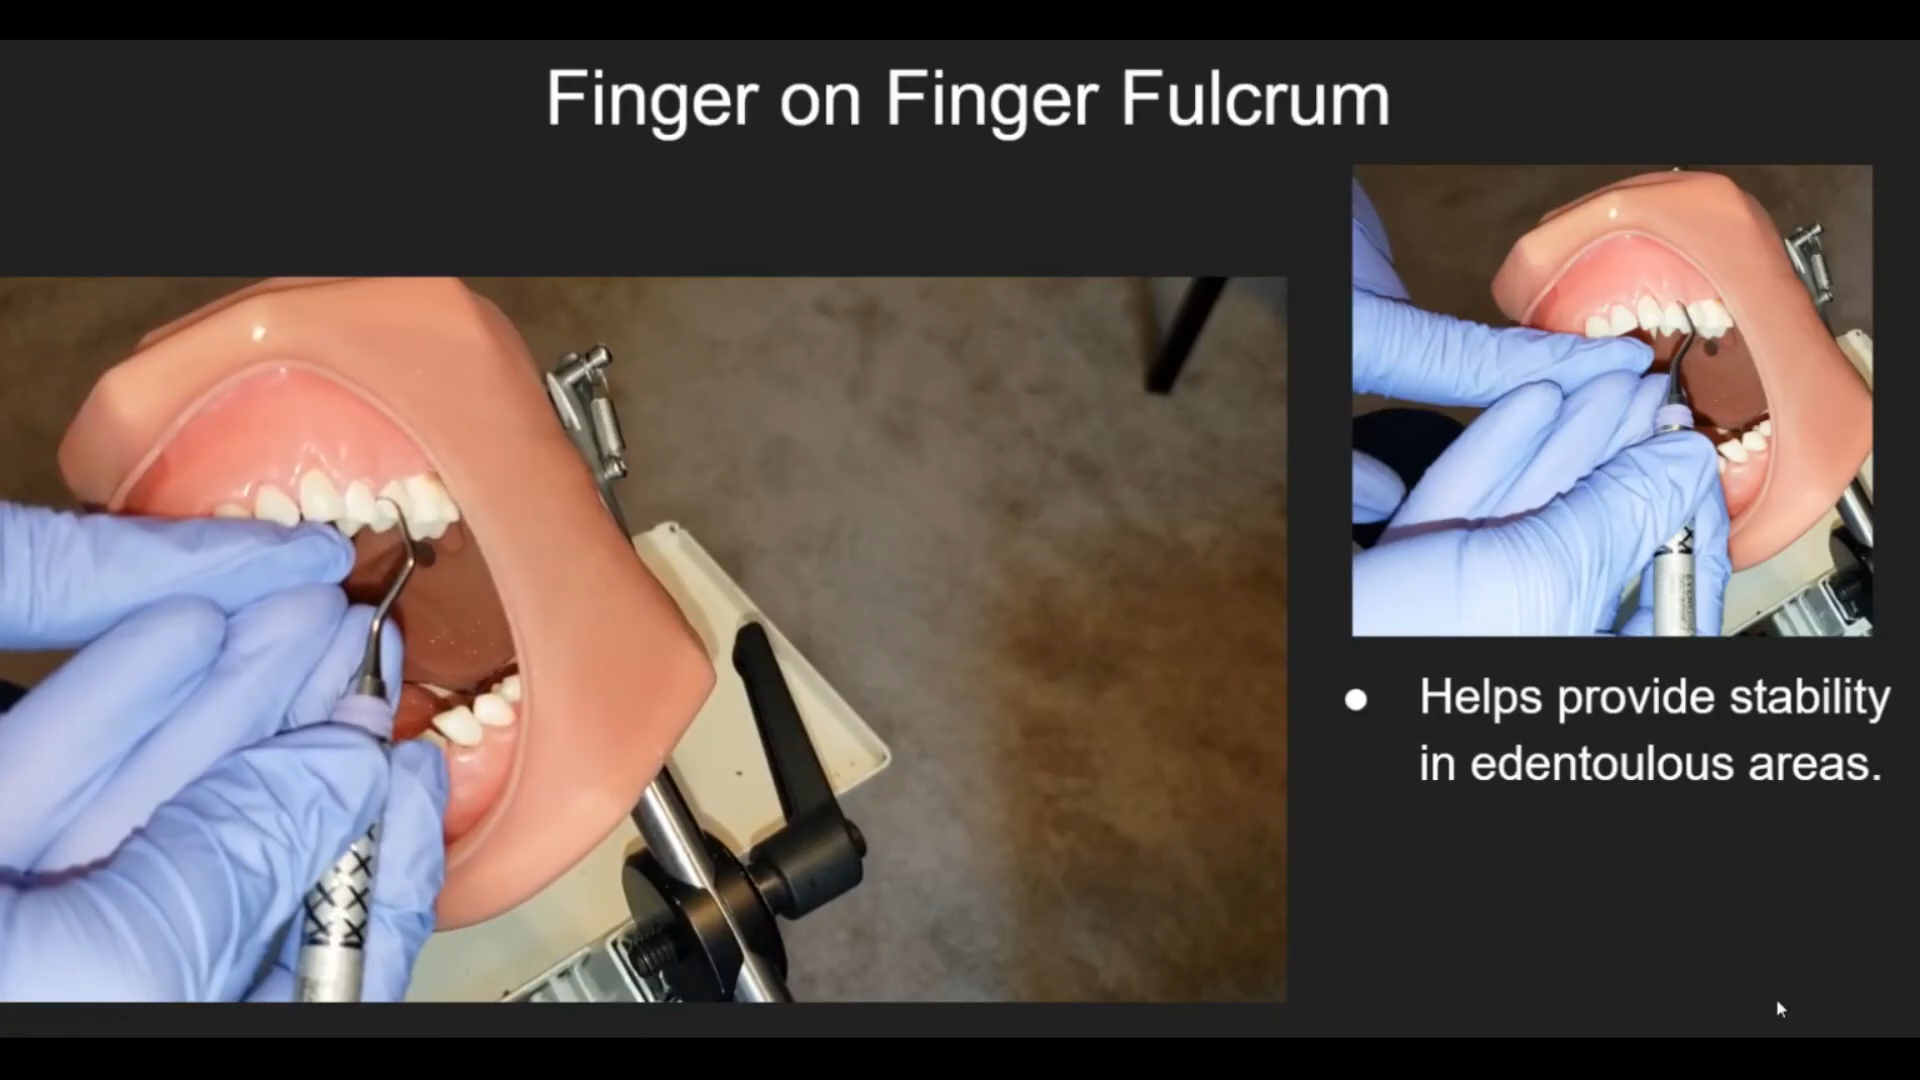 Finger on Finger Fulcrum
Helps provide stability
in edentoulous areas.